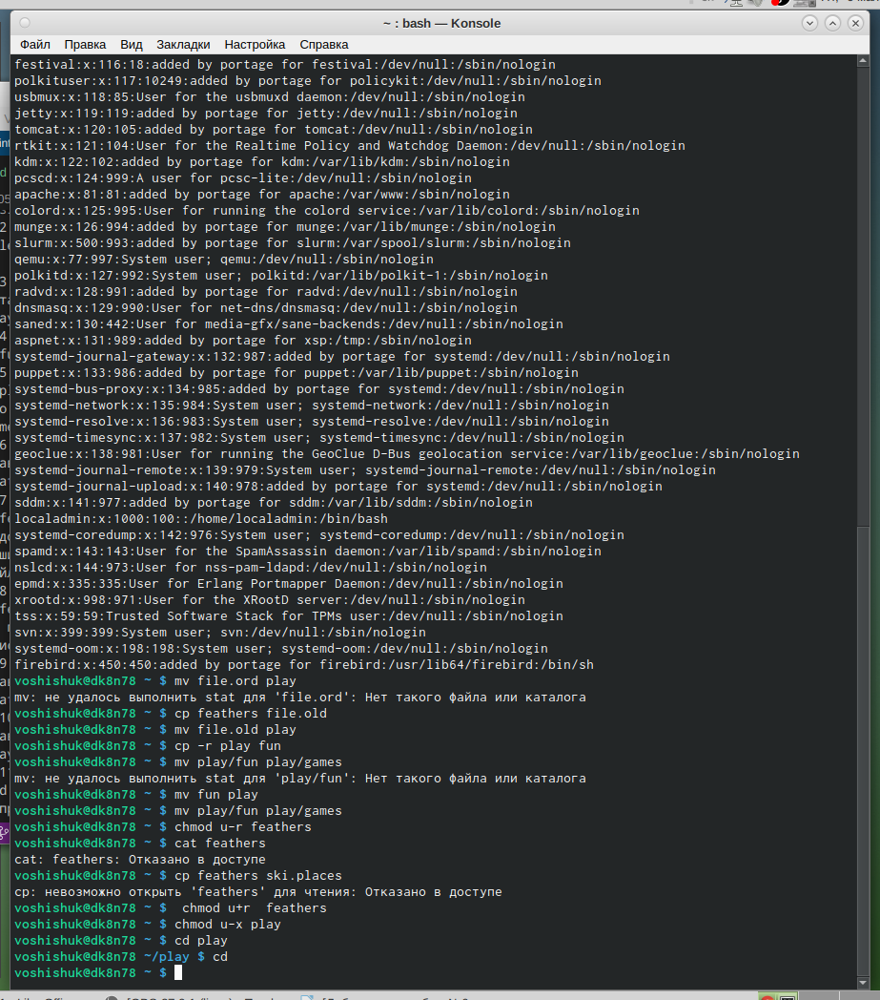 ~ : bash — Konsole
Файл Правка Вид Закладки Настройка Справка
festival:x:116:18:added by portage for festival:/dev/null:/sbin/nologin
polkituser:x:117:10249:added by portage for policykit:/dev/null:/sbin/nologin
usbmux:x:118:85:User for the usbmuxd daemon:/dev/null:/sbin/nologin
jetty:x:119:119:added by portage for jetty:/dev/null:/sbin/nologin
tomcat:x:120:105:added by portage for tomcat:/dev/null:/sbin/nologin
rtkit:x:121:104:User for the Realtime Policy and Watchdog Daemon:/dev/null:/sbin/nologin
kdm:x:122:102:added by portage for kdm:/var/lib/kdm:/sbin/nologin
pcscd:x:124:999:A user for pcsc-lite:/dev/null:/sbin/nologin
apache:x:81:81:added by portage for apache:/var/www:/sbin/nologin
colord:x:125:995:User for running the colord service:/var/lib/colord:/sbin/nologin
munge:x:126:994:added by portage for munge:/var/lib/munge:/sbin/nologin
slurm:x:500:993:added by portage for slurm:/var/spool/slurm:/sbin/nologin
qemu:x:77:997:System user; qemu:/dev/null:/sbin/nologin
polkitd:x:127:992:System user; polkitd:/var/lib/polkit-1:/sbin/nologin
radvd:x:128:991:added by portage for radvd:/dev/null:/sbin/nologin
dnsmasq:x:129:990:User for net-dns/dnsmasq:/dev/null:/sbin/nologin
saned:x:130:442:User for media-gfx/sane-backends:/dev/null:/sbin/nologin
aspnet:x:131:989:added by portage for xsp:/tmp:/sbin/nologin
systemd-journal-gateway:x:132:987:added by portage for systemd:/dev/null:/sbin/nologin
puppet:x:133:986:added by portage for puppet:/var/lib/puppet:/sbin/nologin
systemd-bus-proxy:x:134:985:added by portage for systemd:/dev/null:/sbin/nologin
systemd-network:x:135:984:System user; systemd-network:/dev/null:/sbin/nologin
systemd-resolve:x:136:983:System user; systemd-resolve:/dev/null:/sbin/nologin
systemd-timesync:x:137:982:System user; systemd-timesync:/dev/null:/sbin/nologin
geoclue:x:138:981:User for running the GeoClue D-Bus geolocation service:/var/lib/geoclue:/sbin/nologin
systemd-journal-remote:x:139:979:System user; systemd-journal-remote:/dev/null:/sbin/nologin
systemd-journal-upload:x:140:978:added by portage for systemd:/dev/null:/sbin/nologin
sddm:x:141:977:added by portage for sddm:/var/lib/sddm:/sbin/nologin
localadmin:x:1000:100::/home/localadmin:/bin/bash
systemd-coredump:x:142:976:System user; systemd-coredump:/dev/null:/sbin/nologin
spamd:x:143:143:User for the SpamAssassin daemon:/var/lib/spamd:/sbin/nologin
nslcd:x:144:973:User for nss-pam-ldapd:/dev/null:/sbin/nologin
epmd:x:335:335:User for Erlang Portmapper Daemon:/dev/null:/sbin/nologin
xrootd:x:998:971:User for the XRootD server:/dev/null:/sbin/nologin
tss:x:59:59:Trusted Software Stack for TPMs user:/dev/null:/sbin/nologin
svn:x:399:399:System user; svn:/dev/null:/sbin/nologin
systemd-oom:x:198:198:System user; systemd-oom:/dev/null:/sbin/nologin
firebird:x:450:450:added by portage for firebird:/usr/lib64/firebird:/bin/sh
voshishuk@dk8n78 ~ $ mv file.ord play
mv: не удалось выполнить stat для 'file.ord': Нет такого файла или каталога
voshishuk@dk8n78 ~ $ cp feathers file.old
voshishuk@dk8n78 ~ $ mv file.old play
voshishuk@dk8n78 ~ $ cp -r play fun
voshishuk@dk8n78 ~ $ mv play/fun play/games
mv: не удалось выполнить stat для 'play/fun': Нет такого файла или каталога
voshishuk@dk8n78 ~ $ mv fun play
voshishuk@dk8n78 ~ $ mv play/fun play/games
voshishuk@dk8n78 ~ $ chmod u-r feathers
voshishuk@dk8n78 ~ $ cat feathers
cat: feathers: Отказано в доступе
voshishuk@dk8n78 ~ $ cp feathers ski.places
cp: невозможно открыть 'feathers' для чтения: Отказано в доступе
voshishuk@dk8n78 ~ $  chmod u+r  feathers
voshishuk@dk8n78 ~ $ chmod u-x play
voshishuk@dk8n78 ~ $ cd play
voshishuk@dk8n78 ~/play $ cd
voshishuk@dk8n78 ~ $